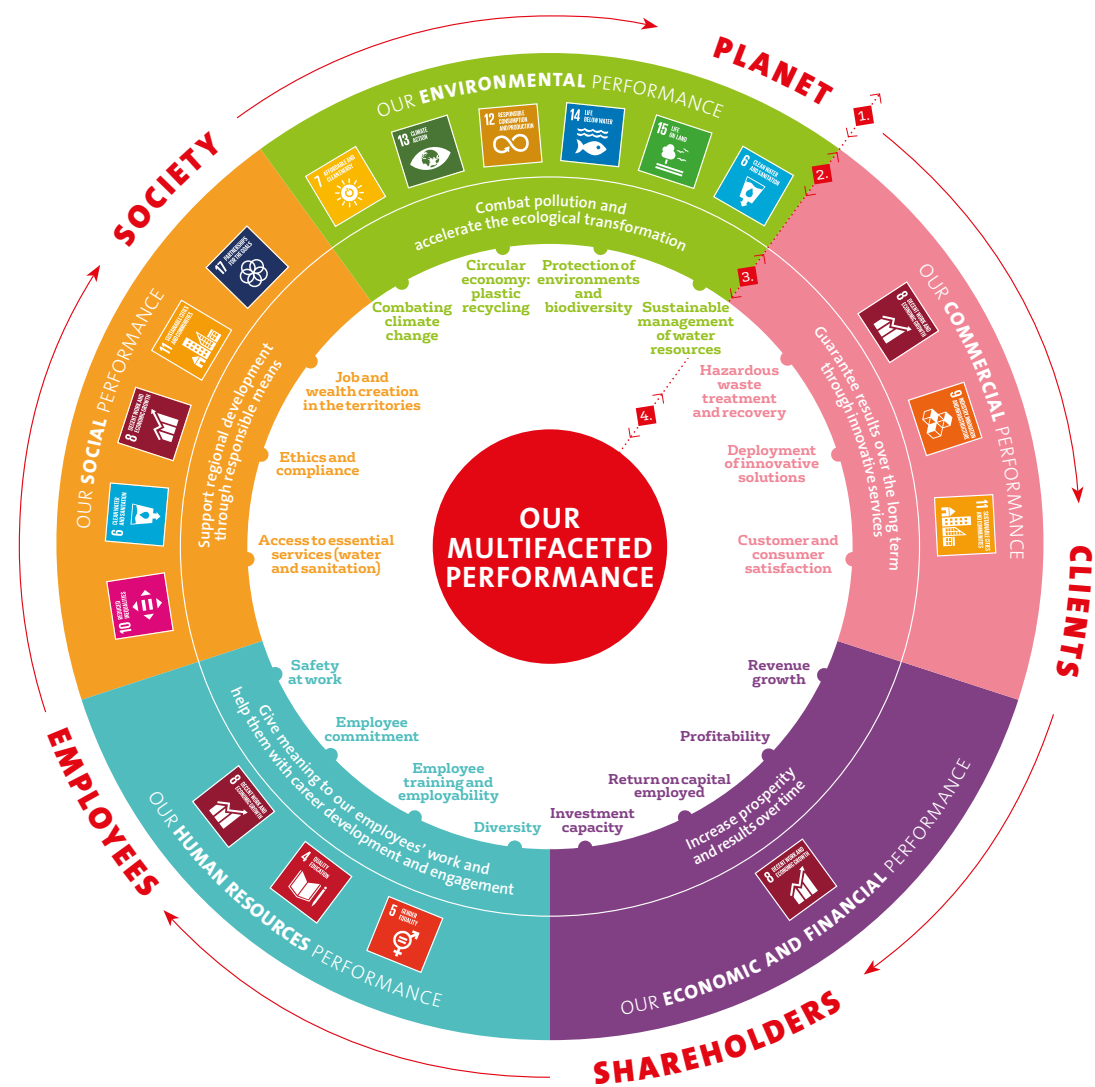 PLANET
1.
2.
3.
4.
OUR ENVIRONMENTAL PERFORMANCE
7 AFFORDABLE AND
CLEAN ENERGY
13 CLIMATE
ACTION
12 RESPONSIBLE
CONSUMPTION
AND PRODUCTION
14 LIFE
BELOW WATER
15 LIFE
ON LAND
6 CLEAN WATER
AND SANITATION
Combat pollution and
accelerate the ecological transformation
Combating
climate
change
Circular
economy:
plastic
recycling
Protection of
environments
and
biodiversity
Sustainable
management
of water
resources
CLIENTS
OUR COMMERCIAL PERFORMANCE
8 DECENT WORK AND
ECONOMIC GROWTH
9 INDUSTRY, INNOVATION
AND INFRASTRUCTURE
11 SUSTAINABLE CITIES
AND COMMUNITIES
Guarantee results over the long term
through innovative services
Hazardous
waste
treatment
and recovery
Deployment
of innovative
solutions
Customer and
consumer
satisfaction
SHAREHOLDERS
OUR ECONOMIC AND FINANCIAL PERFORMANCE
8 DECENT WORK AND
ECONOMIC GROWTH
Increase prosperity
and results over time
Revenue
growth
Profitability
Return on capital
employed
Investment
capacity
EMPLOYEES
OUR HUMAN RESOURCES PERFORMANCE
8 DECENT WORK AND
ECONOMIC GROWTH
4 QUALITY
EDUCATION
5 GENDER
EQUALITY
Give meaning to our employees' work and
help them with career development and engagement
Safety
at work
Employee
commitment
Employee
training and
employability
Diversity
SOCIETY
OUR SOCIAL PERFORMANCE
17 PARTNERSHIPS
FOR THE GOALS
11 SUSTAINABLE CITIES
AND COMMUNITIES
8 DECENT WORK AND
ECONOMIC GROWTH
6 CLEAN WATER
AND SANITATION
10 REDUCED
INEQUALITIES
Support regional development
through responsible means
Job and
wealth creation
in the territories
Ethics and
compliance
Access to essential
services (water
and sanitation)
OUR
MULTIFACETED
PERFORMANCE